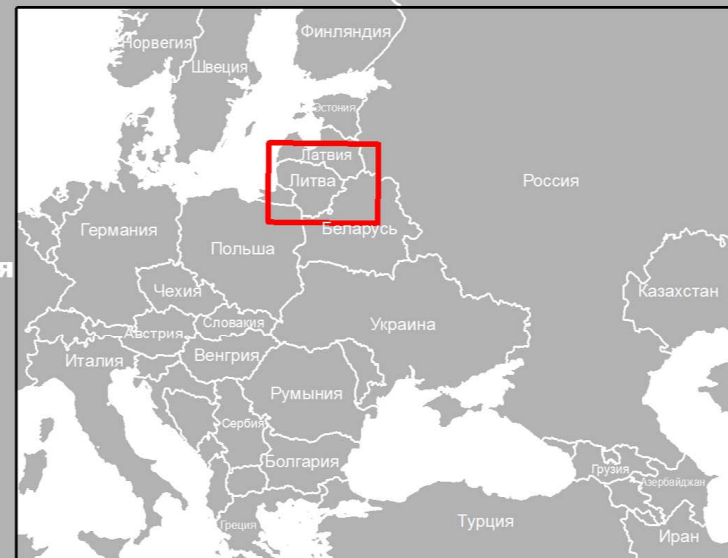 Финляндия
Норвегия
Швеция
Эстония
Латвия
Литва
Россия
Германия
Беларусь
Польша
я
Чехия
Казахстан
Словакия
Украина
Австрия
Венгрия
Италия
Румыния
Сербия
Болгария
Грузия
Азербайджан
Греция
Турция
Иран